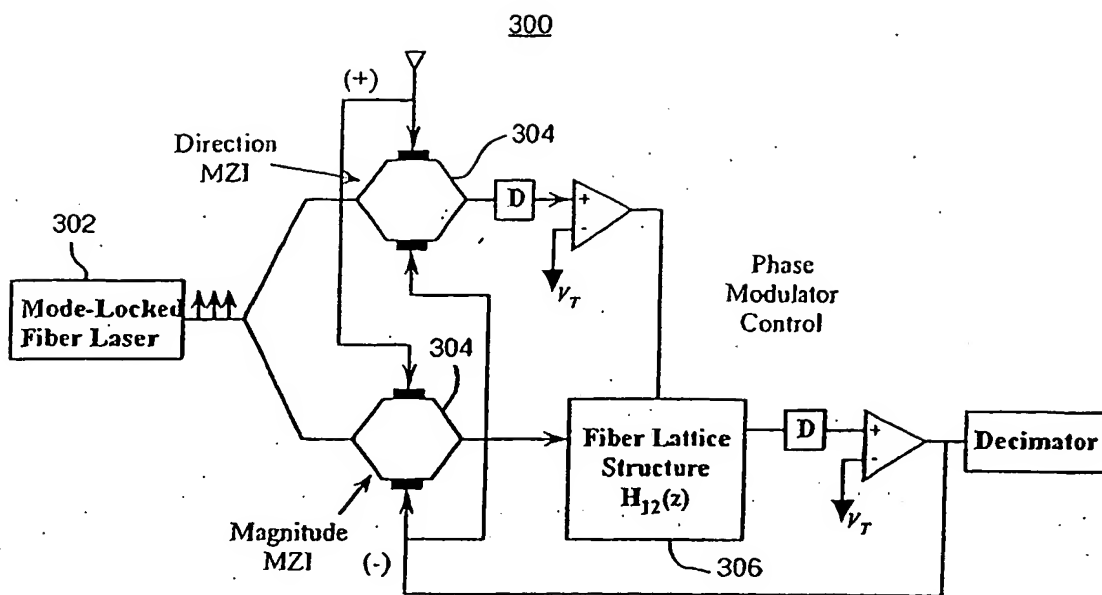 300
(+)
304
Direction
MZI
D
+
-
V_T
302
Mode-Locked
Fiber Laser
Phase
Modulator
Control
304
Fiber Lattice
Structure
H12(z)
D
+
-
V_T
Decimator
Magnitude
MZI
(-)
306